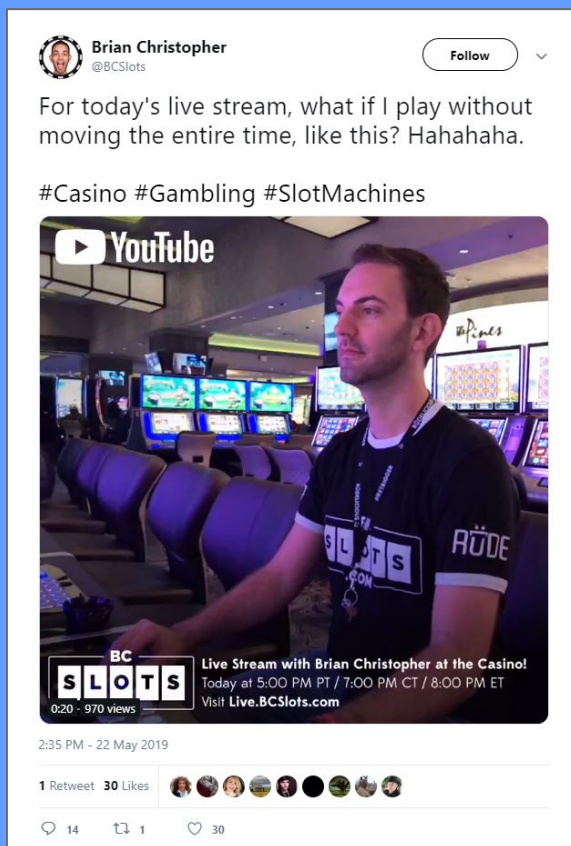 Brian Christopher
@BCSlots
Follow
For today's live stream, what if I play without
moving the entire time, like this? Hahahaha.
#Casino #Gambling #SlotMachines
YouTube
the Pines
SLOTS
.COM
RÜDE
BC
SLOTS
0:20 - 970 views
Live Stream with Brian Christopher at the Casino!
Today at 5:00 PM PT / 7:00 PM CT / 8:00 PM ET
Visit Live.BCSlots.com
2:35 PM - 22 May 2019
1 Retweet 30 Likes
14 1 30